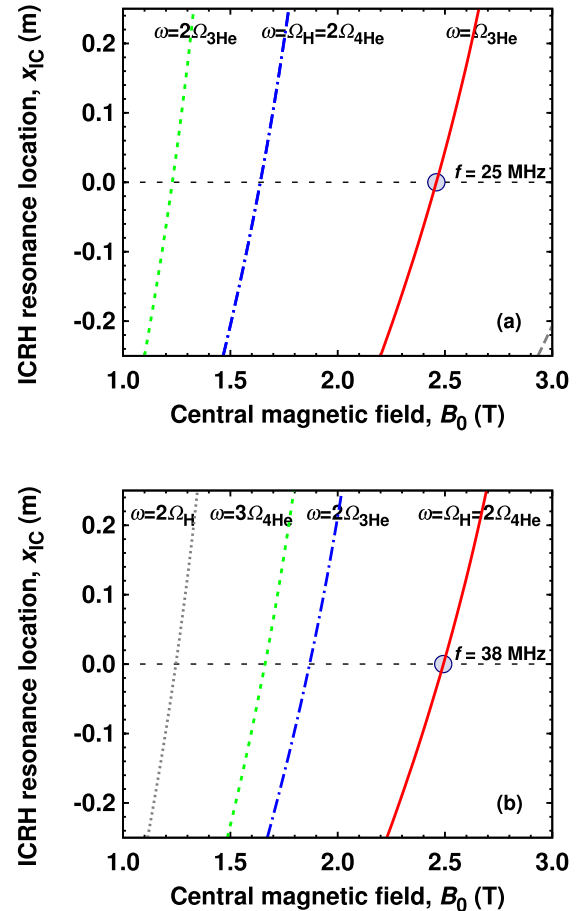 ω=2Ω3He
ω=ΩH=2Ω4He
ω=Ω3He
0.2
0.1
0.0
-0.1
-0.2
ICRH resonance location, xIC (m)
f = 25 MHz
(a)
1.0 1.5 2.0 2.5 3.0
Central magnetic field, B0 (T)
ω=2ΩH
ω=3Ω4He
ω=2Ω3He
ω=ΩH=2Ω4He
0.2
0.1
0.0
-0.1
-0.2
ICRH resonance location, xIC (m)
f = 38 MHz
(b)
1.0 1.5 2.0 2.5 3.0
Central magnetic field, B0 (T)